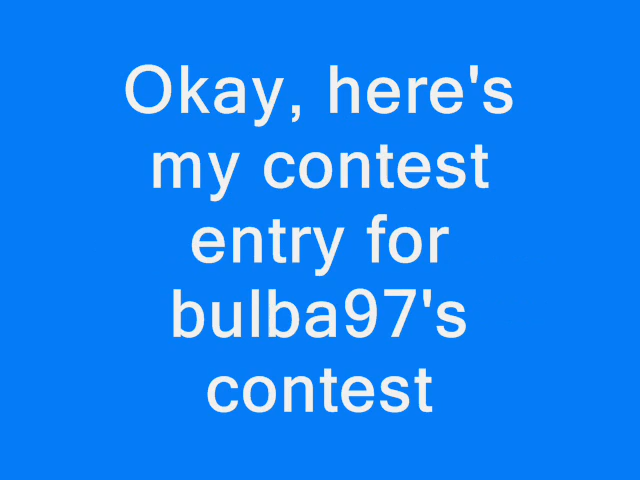 Okay, here's
my contest
entry for
bulba97's
contest